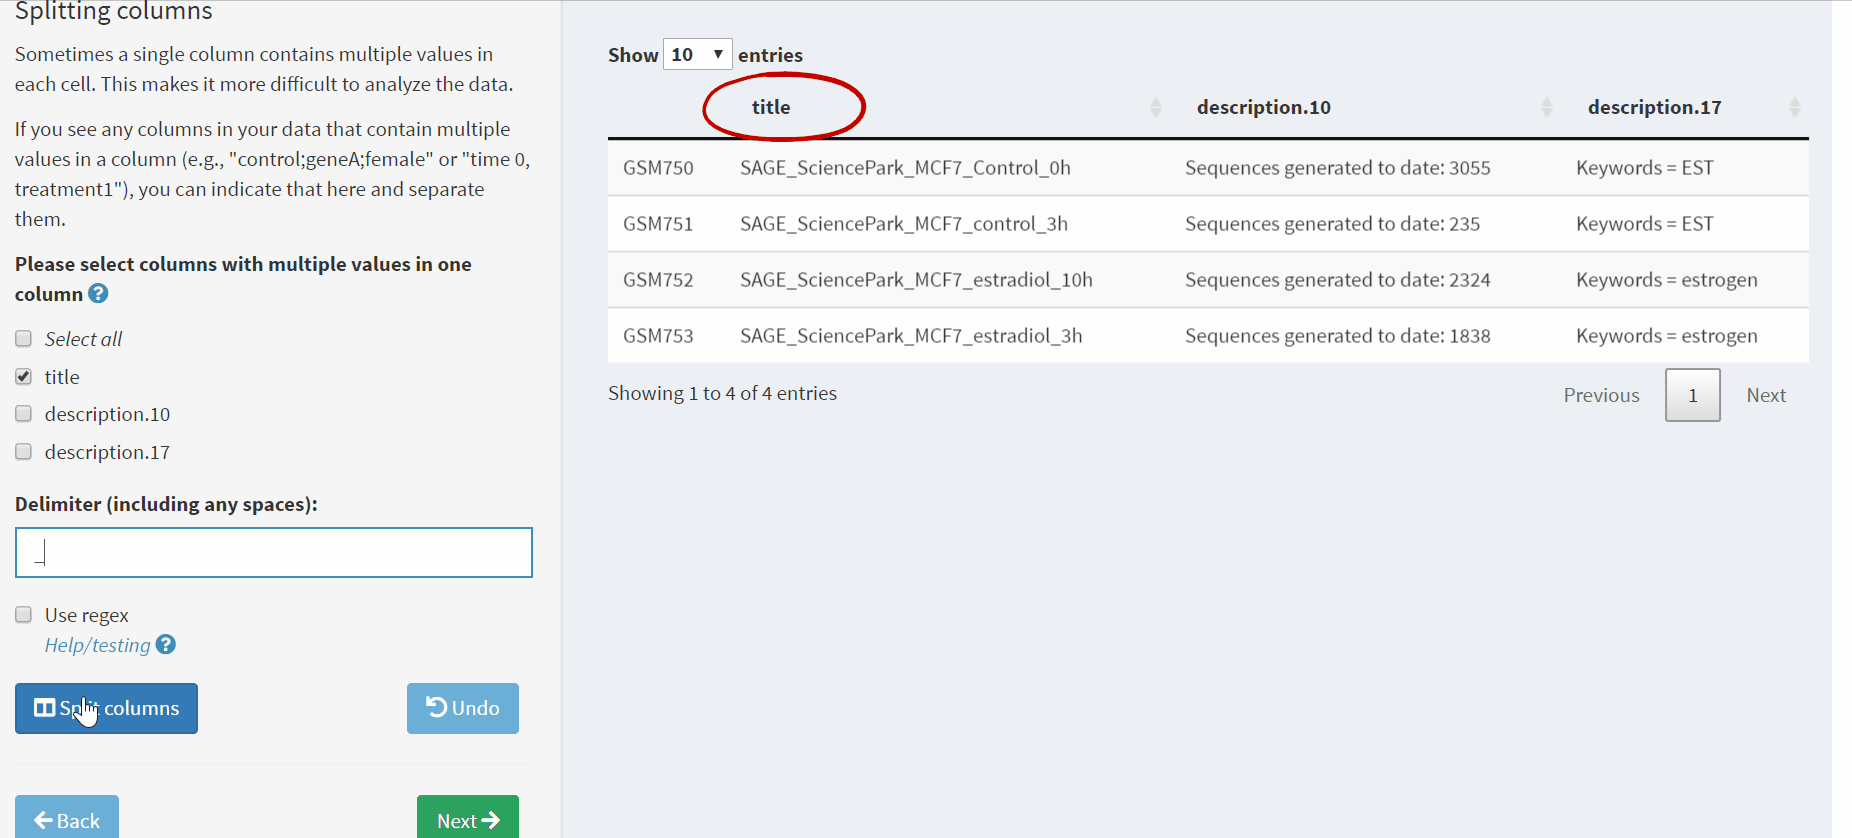 Splitting columns
Sometimes a single column contains multiple values in
each cell. This makes it more difficult to analyze the data.
If you see any columns in your data that contain multiple
values in a column (e.g., "control;geneA;female" or "time 0,
treatment1"), you can indicate that here and separate
them.
Please select columns with multiple values in one
column ?
Select all
title
description.10
description.17
Delimiter (including any spaces):
_
Use regex
Help/testing ?
Split columns
Undo
Back
Next
Show 10 entries
title description.10 description.17
GSM750 SAGE_SciencePark_MCF7_Control_0h Sequences generated to date: 3055 Keywords = EST
GSM751 SAGE_SciencePark_MCF7_control_3h Sequences generated to date: 235 Keywords = EST
GSM752 SAGE_SciencePark_MCF7_estradiol_10h Sequences generated to date: 2324 Keywords = estrogen
GSM753 SAGE_SciencePark_MCF7_estradiol_3h Sequences generated to date: 1838 Keywords = estrogen
Showing 1 to 4 of 4 entries
Previous 1 Next